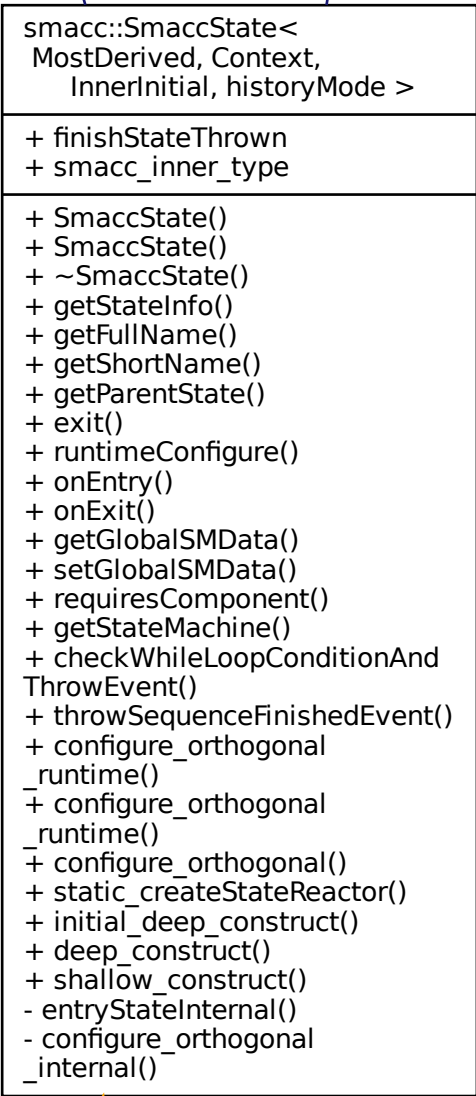 smacc::SmaccState<
MostDerived, Context,
InnerInitial, historyMode >
+ finishStateThrown
+ smacc_inner_type
+ SmaccState()
+ SmaccState()
+ ~SmaccState()
+ getStateInfo()
+ getFullName()
+ getShortName()
+ getParentState()
+ exit()
+ runtimeConfigure()
+ onEntry()
+ onExit()
+ getGlobalSMData()
+ setGlobalSMData()
+ requiresComponent()
+ getStateMachine()
+ checkWhileLoopConditionAnd
ThrowEvent()
+ throwSequenceFinishedEvent()
+ configure_orthogonal
_runtime()
+ configure_orthogonal
_runtime()
+ configure_orthogonal()
+ static_createStateReactor()
+ initial_deep_construct()
+ deep_construct()
+ shallow_construct()
- entryStateInternal()
- configure_orthogonal
_internal()